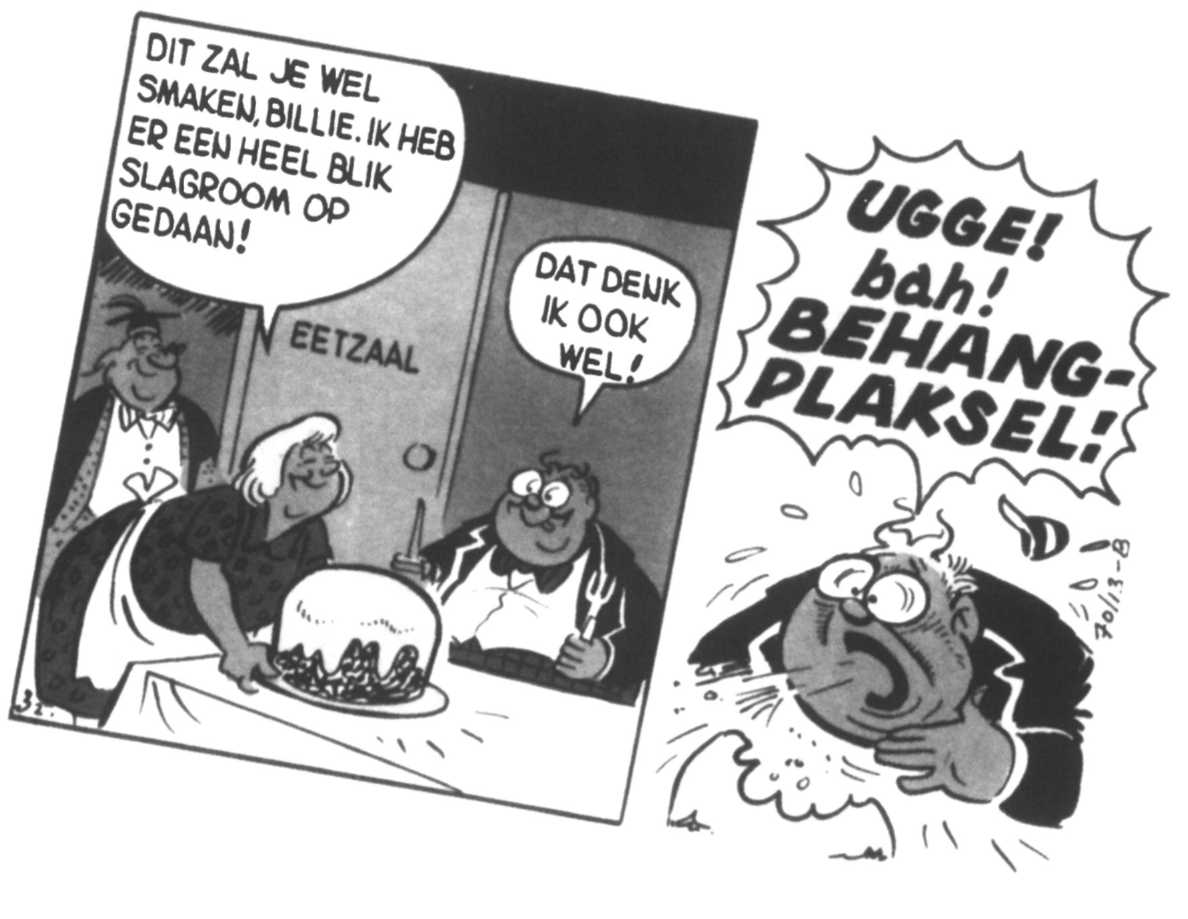 DIT ZAL JE WEL
SMAKEN, BILLIE. IK HEB
ER EEN HEEL BLIK
SLAGROOM OP
GEDAAN!
EETZAAL
DAT DENK
IK OOK
WEL!
32.
UGGE!
bah!
BEHANG-
PLAKSEL!
70/13-B